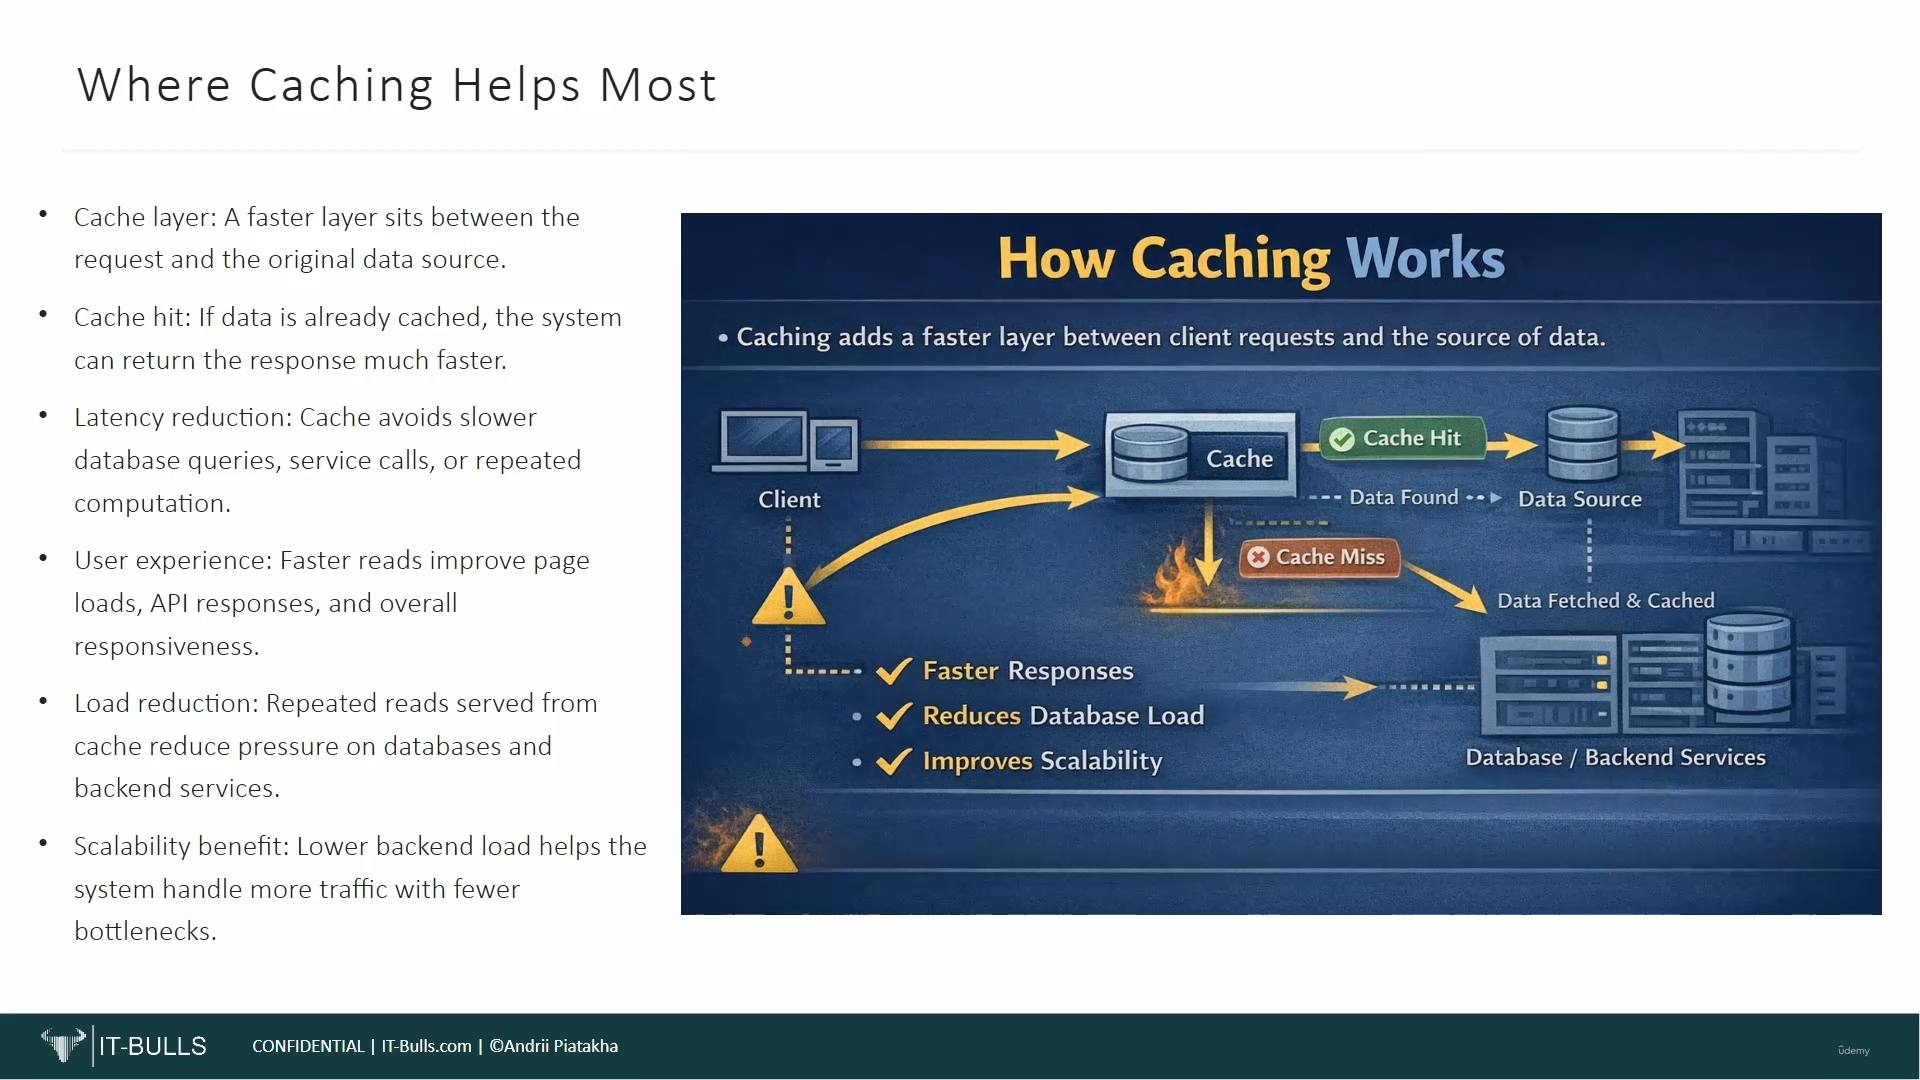 Where Caching Helps Most
• Cache layer: A faster layer sits between the
request and the original data source.
• Cache hit: If data is already cached, the system
can return the response much faster.
• Latency reduction: Cache avoids slower
database queries, service calls, or repeated
computation.
• User experience: Faster reads improve page
loads, API responses, and overall
responsiveness.
• Load reduction: Repeated reads served from
cache reduce pressure on databases and
backend services.
• Scalability benefit: Lower backend load helps the
system handle more traffic with fewer
bottlenecks.
How Caching Works
• Caching adds a faster layer between client requests and the source of data.
Client
Cache
Cache Hit
Data Found
Data Source
Cache Miss
Data Fetched & Cached
Faster Responses
• Reduces Database Load
• Improves Scalability
Database / Backend Services
IT-BULLS
CONFIDENTIAL | IT-Bulls.com | ©Andrii Piatakha
udemy